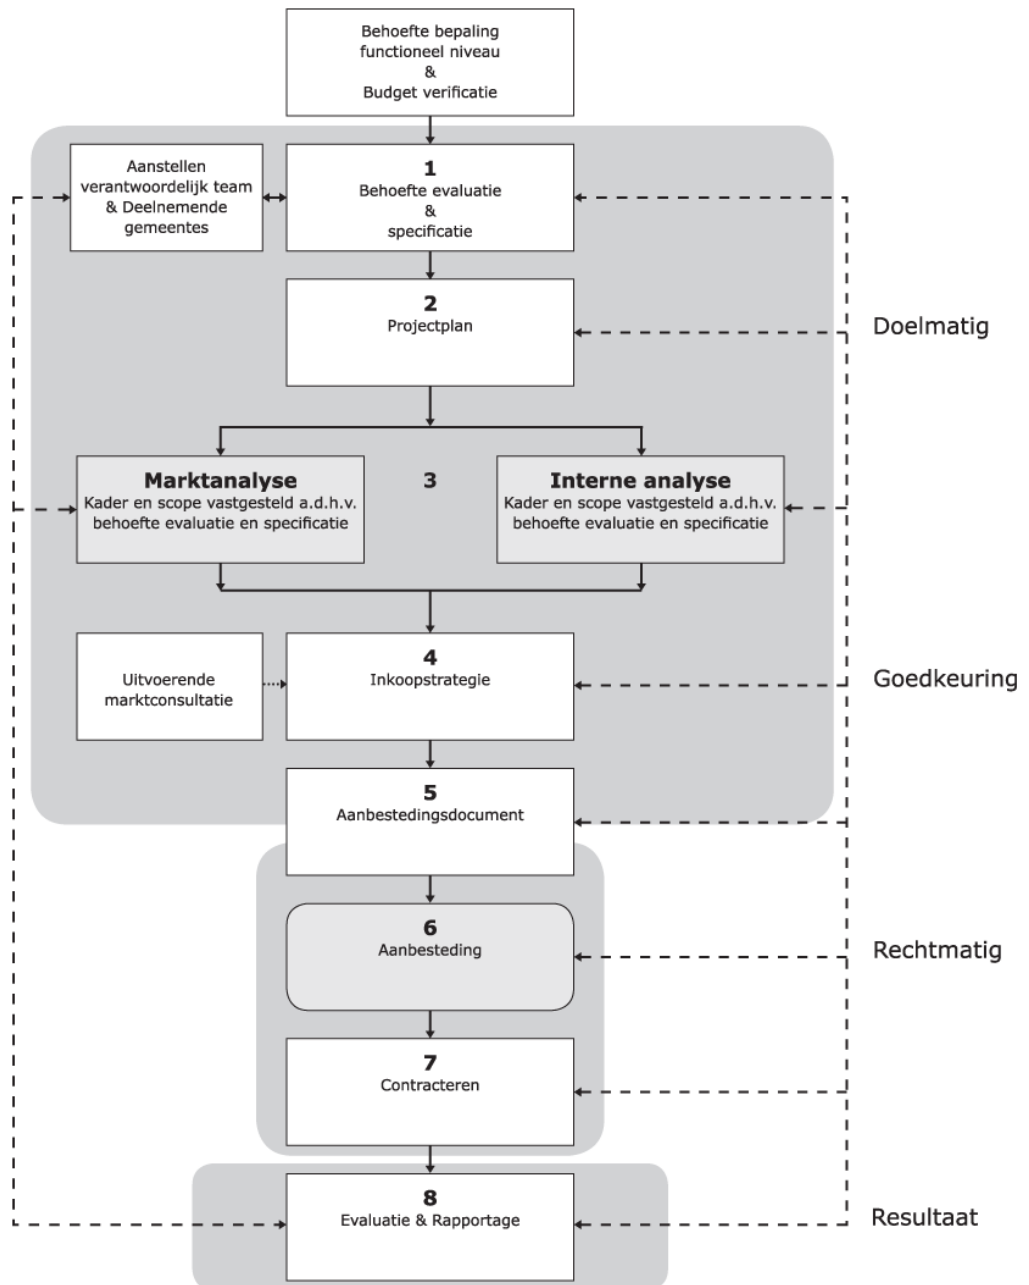 Behoefte bepaling
functioneel niveau
&
Budget verificatie
Aanstellen
verantwoordelijk team
& Deelnemende
gemeentes
1
Behoefte evaluatie
&
specificatie
2
Projectplan
Doelmatig
Marktanalyse
Kader en scope vastgesteld a.d.h.v.
behoefte evaluatie en specificatie
3
Interne analyse
Kader en scope vastgesteld a.d.h.v.
behoefte evaluatie en specificatie
Uitvoerende
marktconsultatie
4
Inkoopstrategie
Goedkeuring
5
Aanbestedingsdocument
6
Aanbesteding
Rechtmatig
7
Contracteren
8
Evaluatie & Rapportage
Resultaat